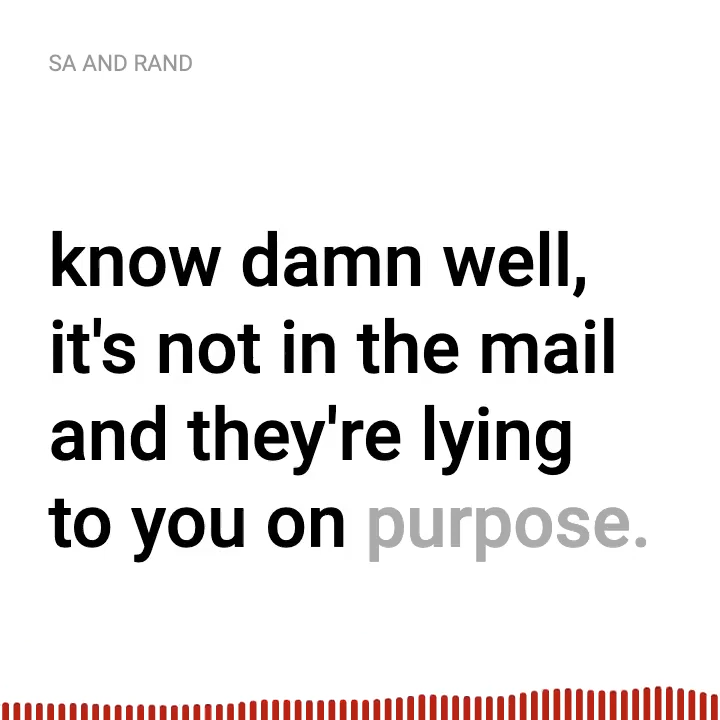 SA AND RAND
know damn well,
it's not in the mail
and they're lying
to you on purpose.